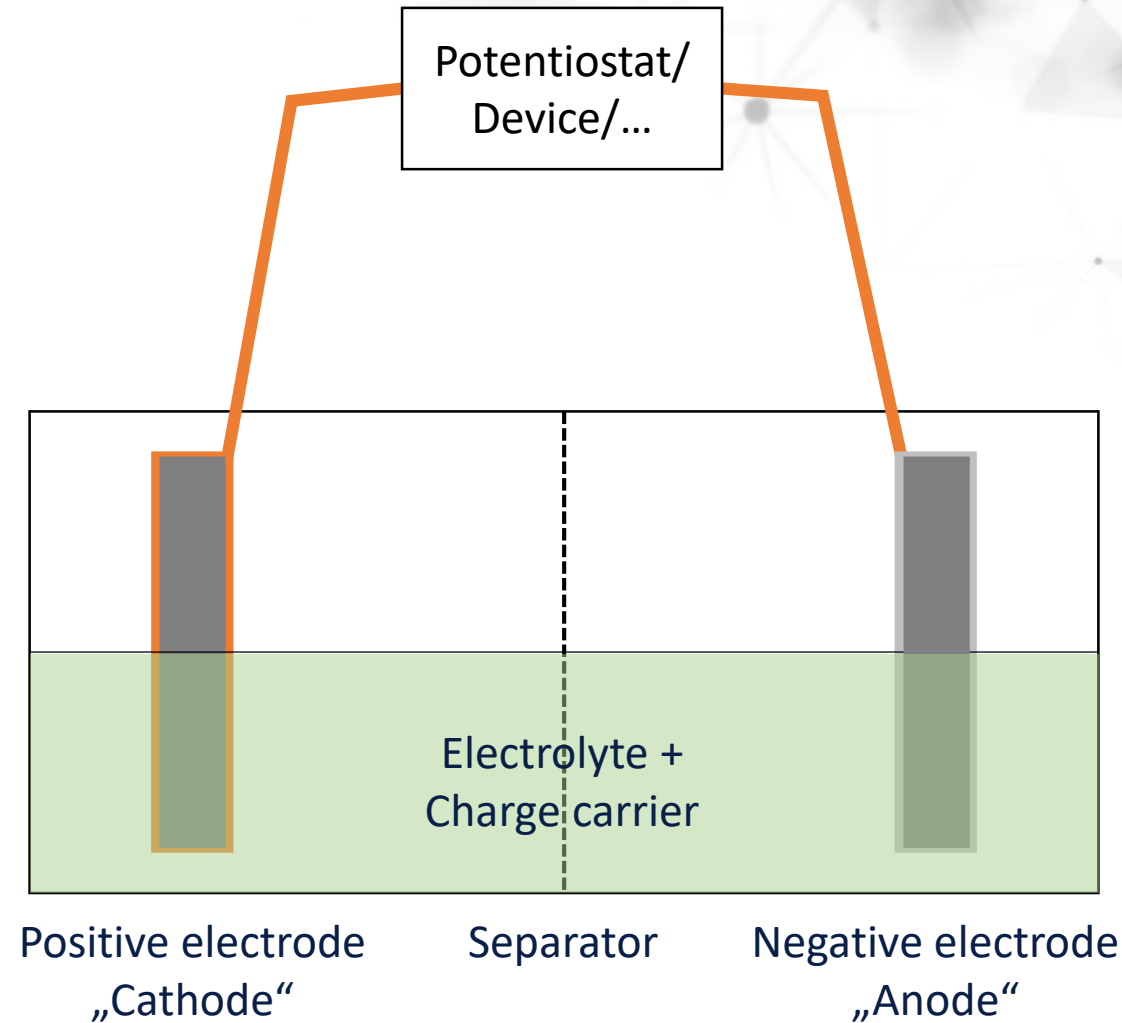 Potentiostat/
Device/…
Electrolyte +
Charge carrier
Positive electrode
„Cathode“
Separator
Negative electrode
„Anode“